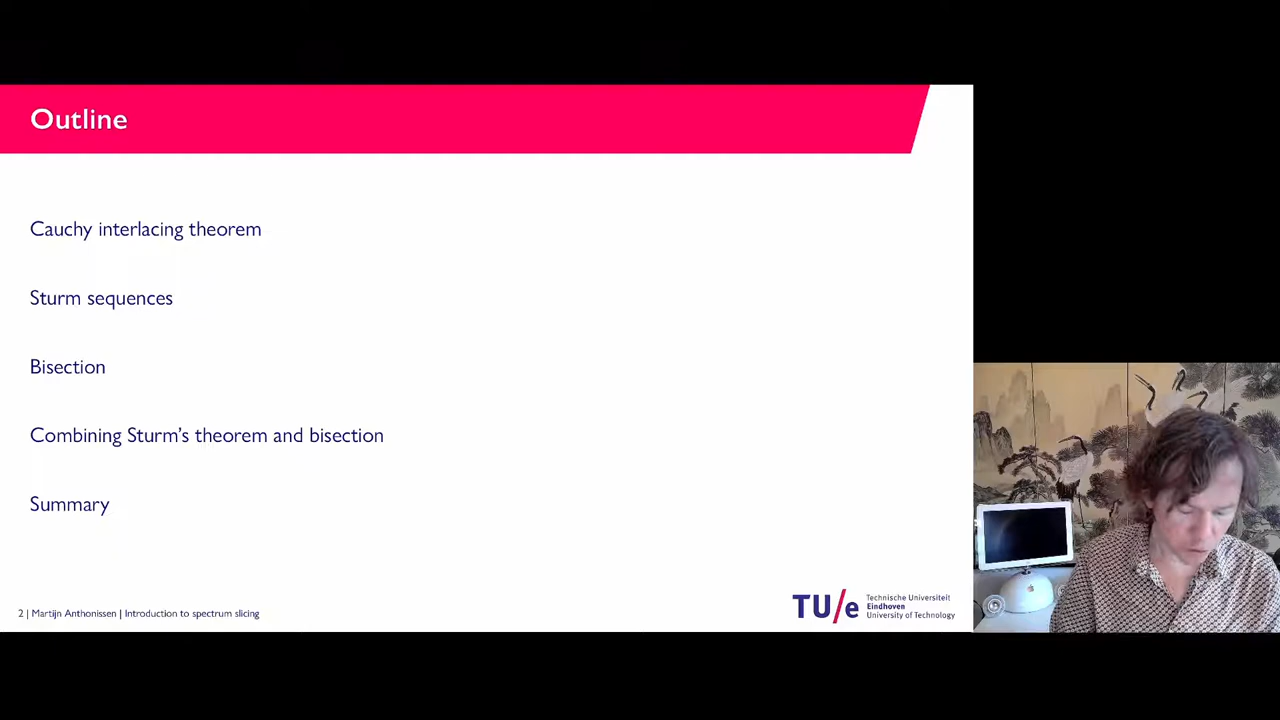 Outline
Cauchy interlacing theorem
Sturm sequences
Bisection
Combining Sturm’s theorem and bisection
Summary
2 | Martijn Anthonissen | Introduction to spectrum slicing
TU/e
Technische Universiteit
Eindhoven
University of Technology